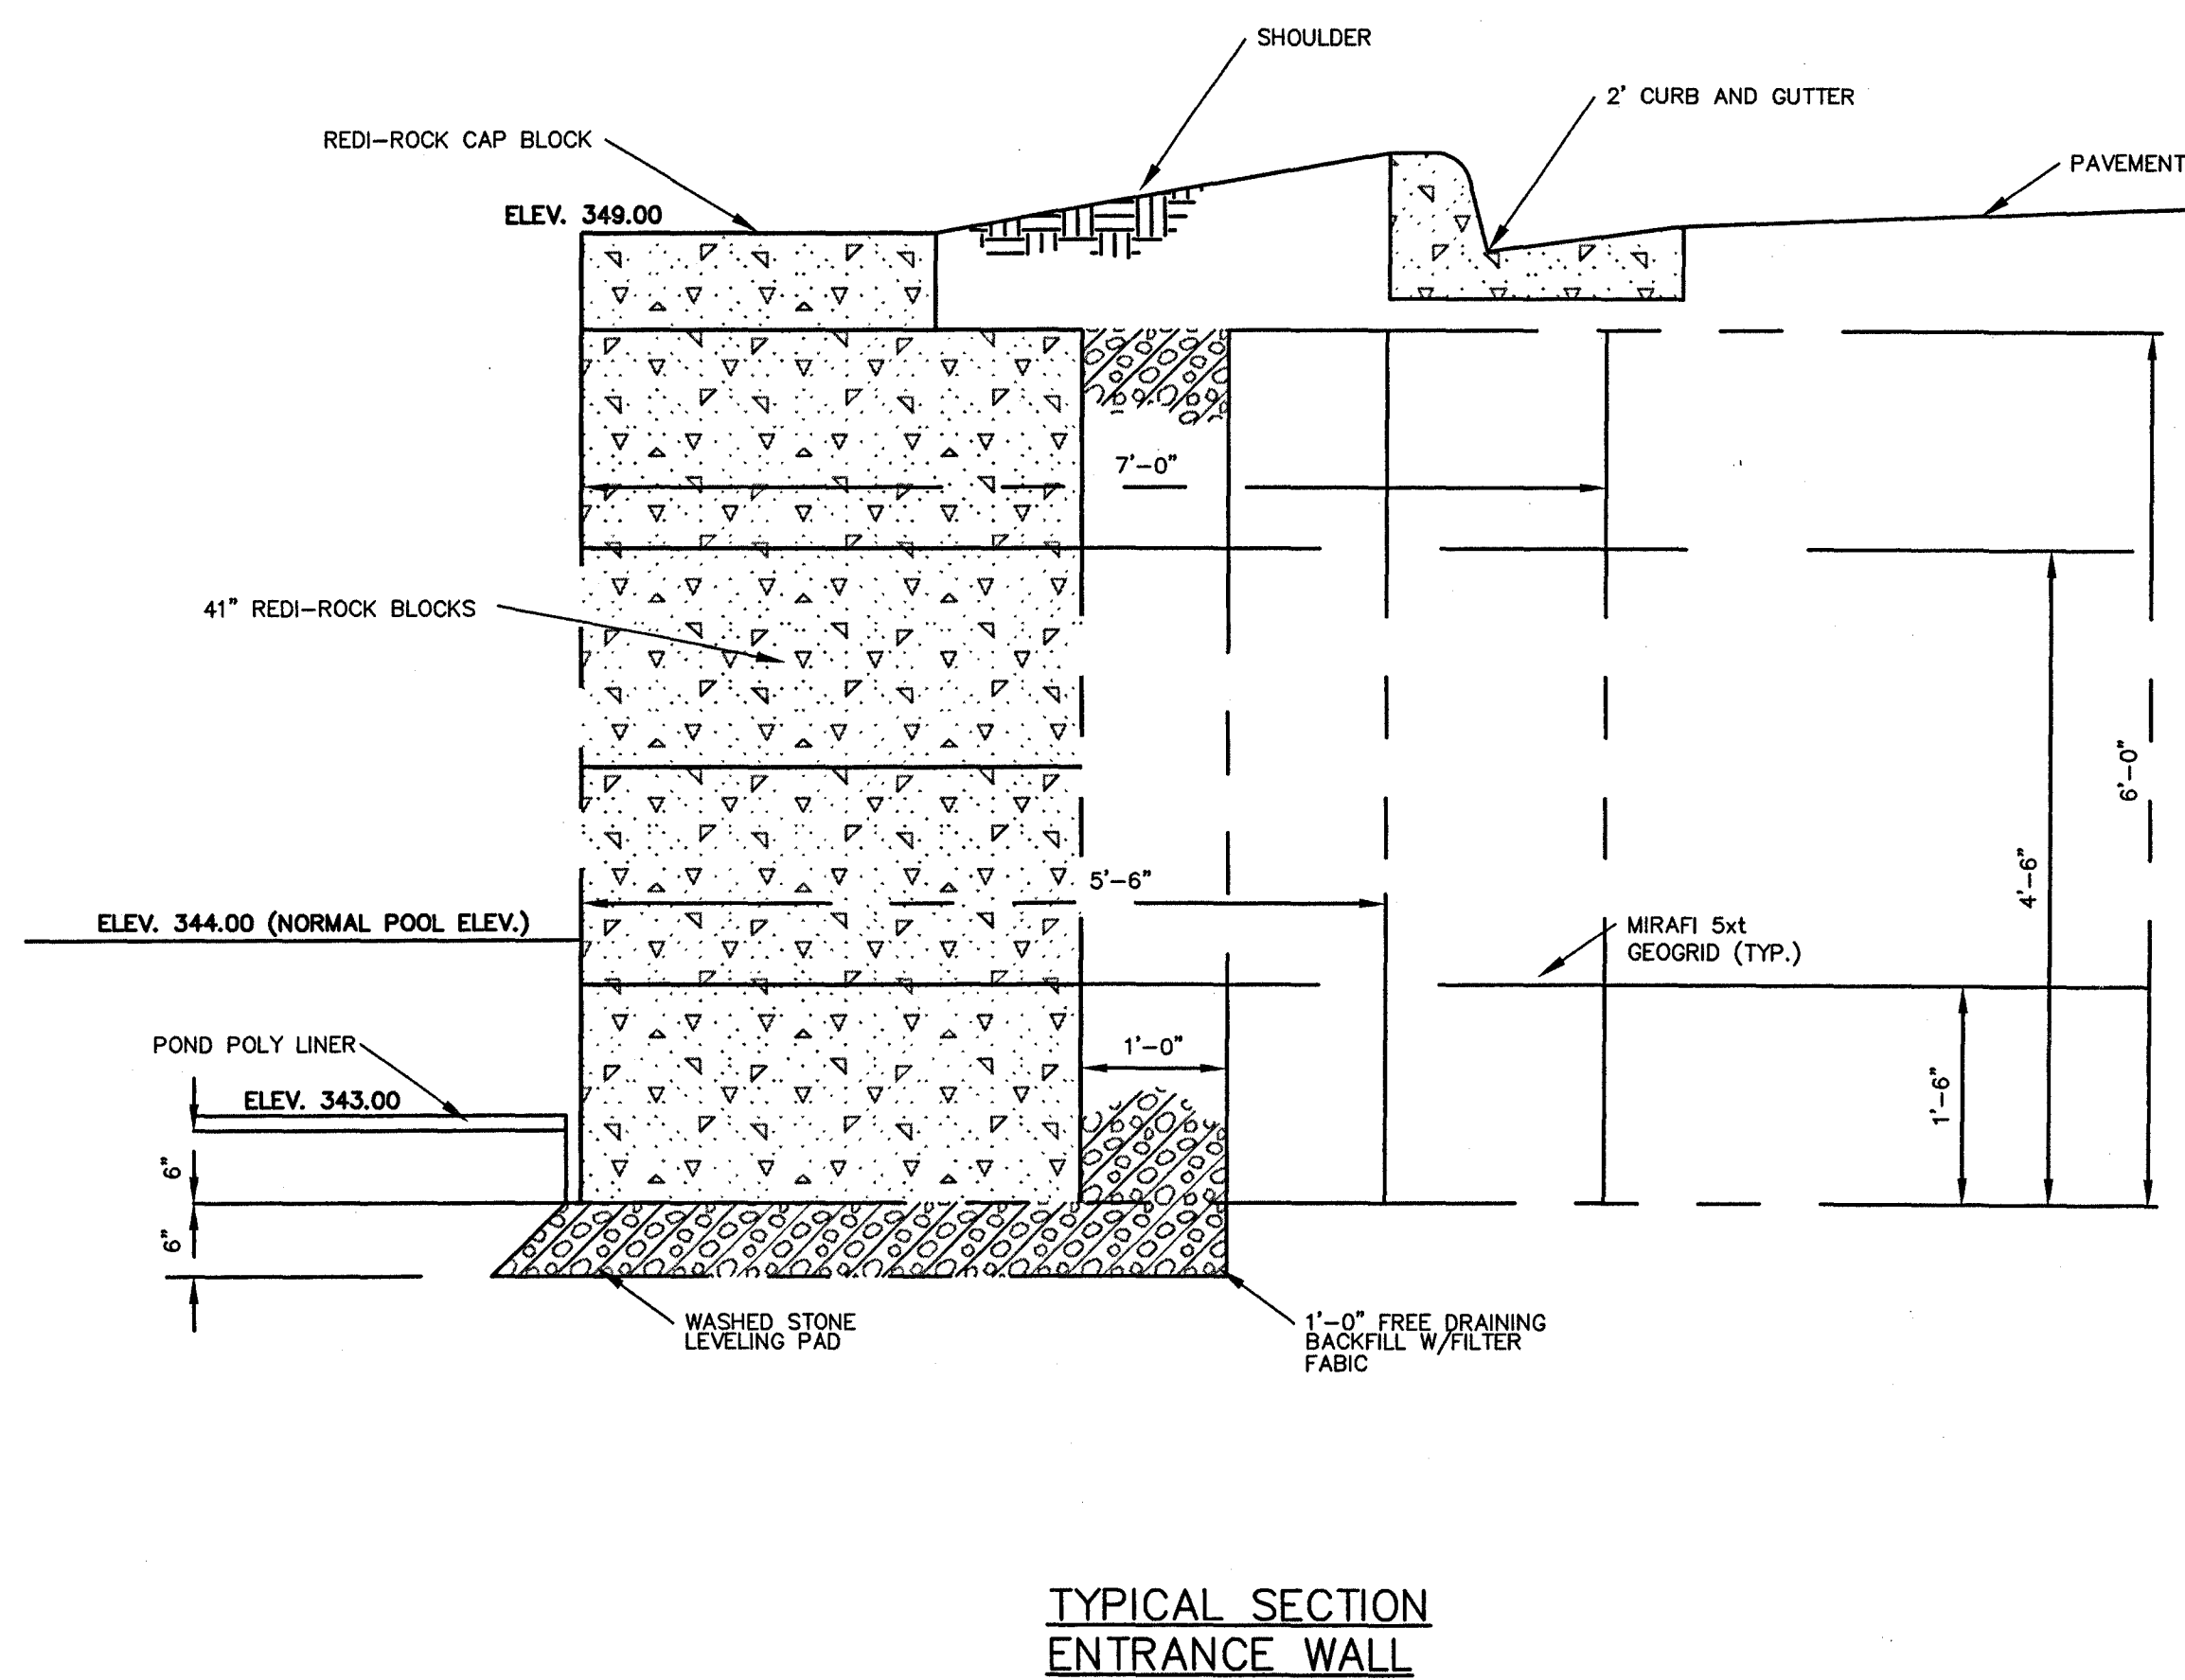 SHOULDER
2' CURB AND GUTTER
REDI-ROCK CAP BLOCK
PAVEMENT
ELEV. 349.00
7'-0"
41" REDI-ROCK BLOCKS
6'-0"
4'-6"
5'-6"
ELEV. 344.00 (NORMAL POOL ELEV.)
MIRAFI 5xt
GEOGRID (TYP.)
POND POLY LINER
1'-0"
ELEV. 343.00
1'-6"
6"
6"
WASHED STONE
LEVELING PAD
1'-0" FREE DRAINING
BACKFILL W/FILTER
FABIC
TYPICAL SECTION
ENTRANCE WALL